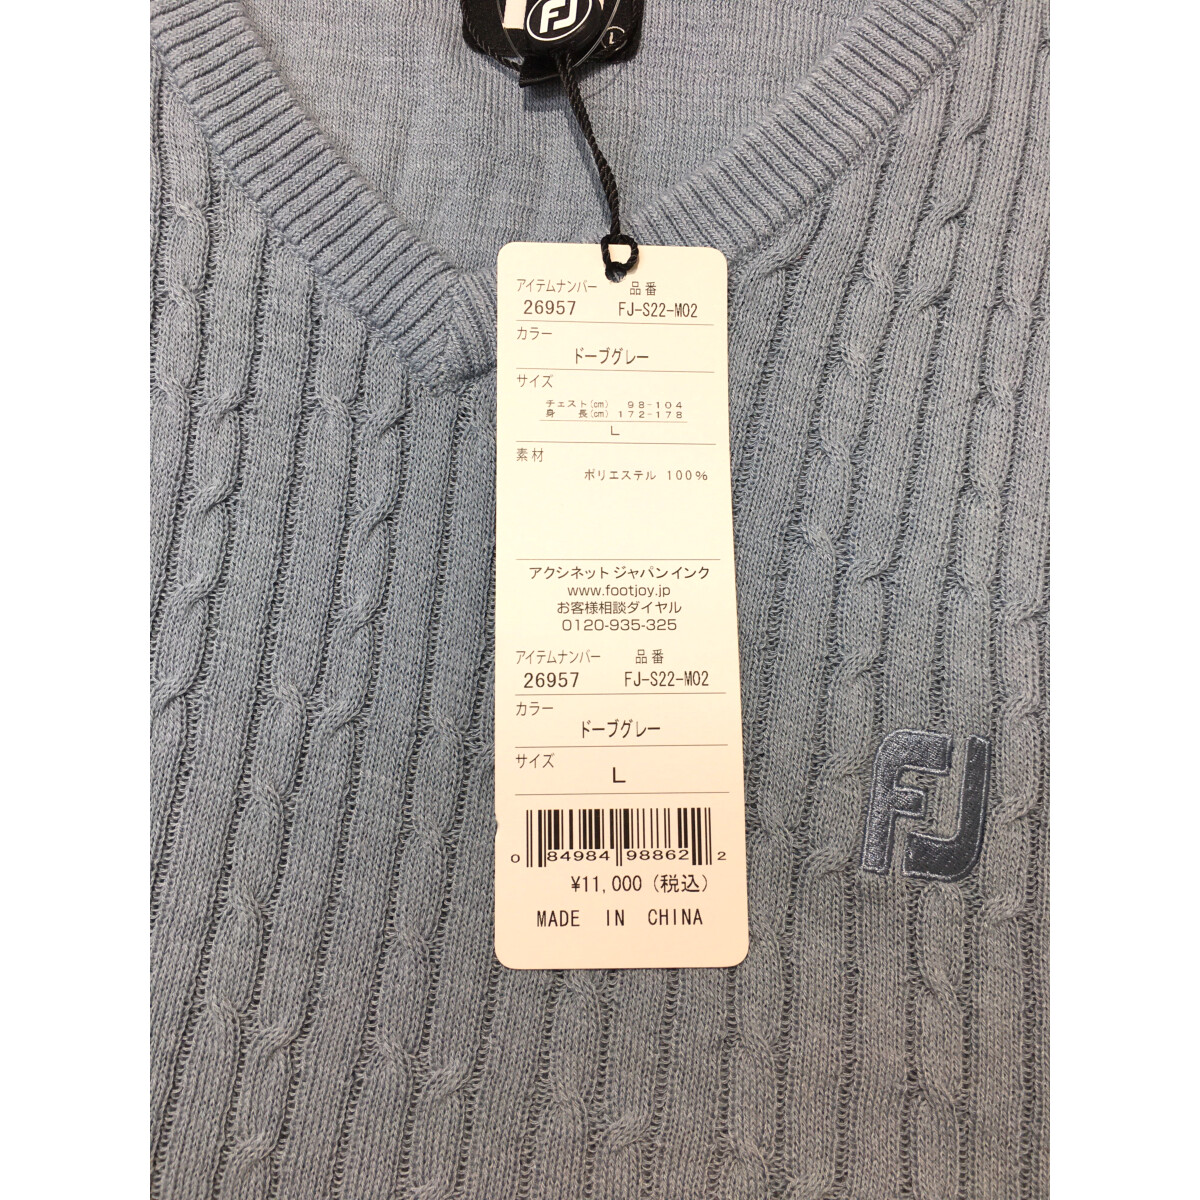 FJ
L
アイテムナンバー 品番
26957 FJ-S22-M02
カラー
ドーブグレー
サイズ
チェスト(cm) 98-104
身 長(cm) 172-178
L
素材
ポリエステル 100%
アクシネット ジャパン インク
www.footjoy.jp
お客様相談ダイヤル
0120-935-325
アイテムナンバー 品番
26957 FJ-S22-M02
カラー
ドーブグレー
サイズ
L
FJ
0 84984 98862 2
¥11,000 (税込)
MADE IN CHINA